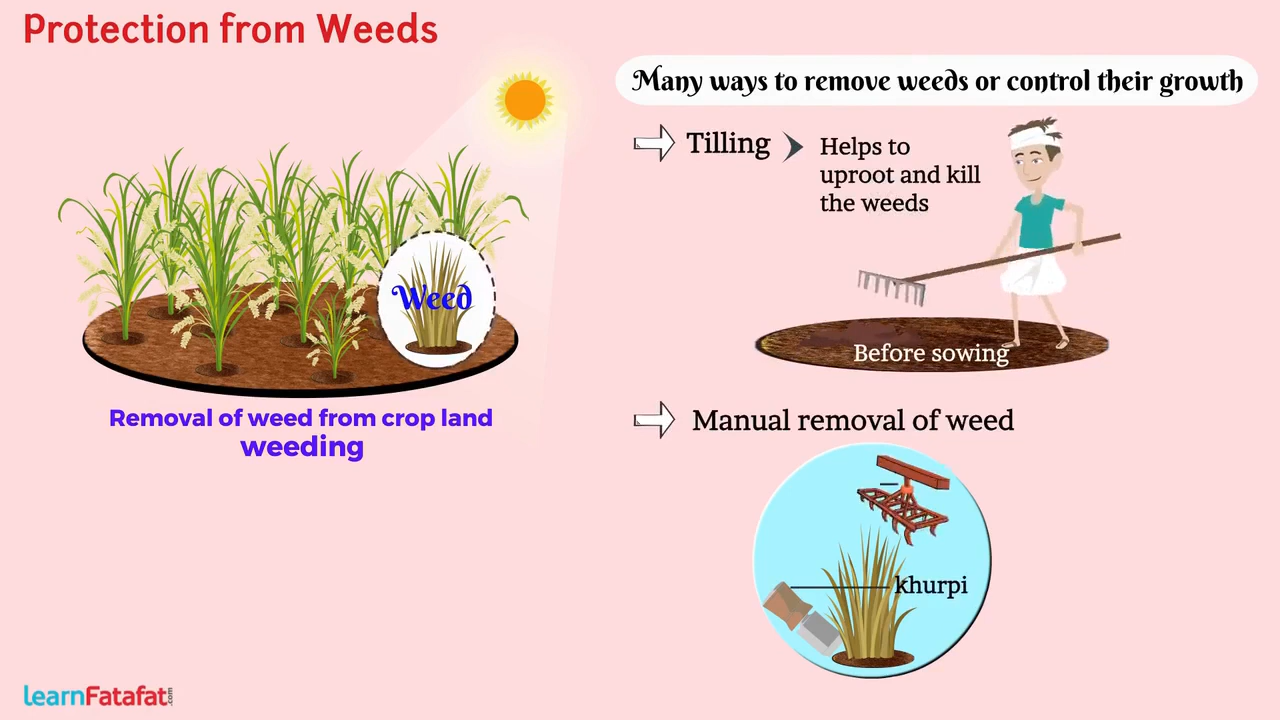 Protection from Weeds
Many ways to remove weeds or control their growth
Tilling
Helps to
uproot and kill
the weeds
Before sowing
Weed
Removal of weed from crop land
weeding
Manual removal of weed
khurpi
learnFatafat.com